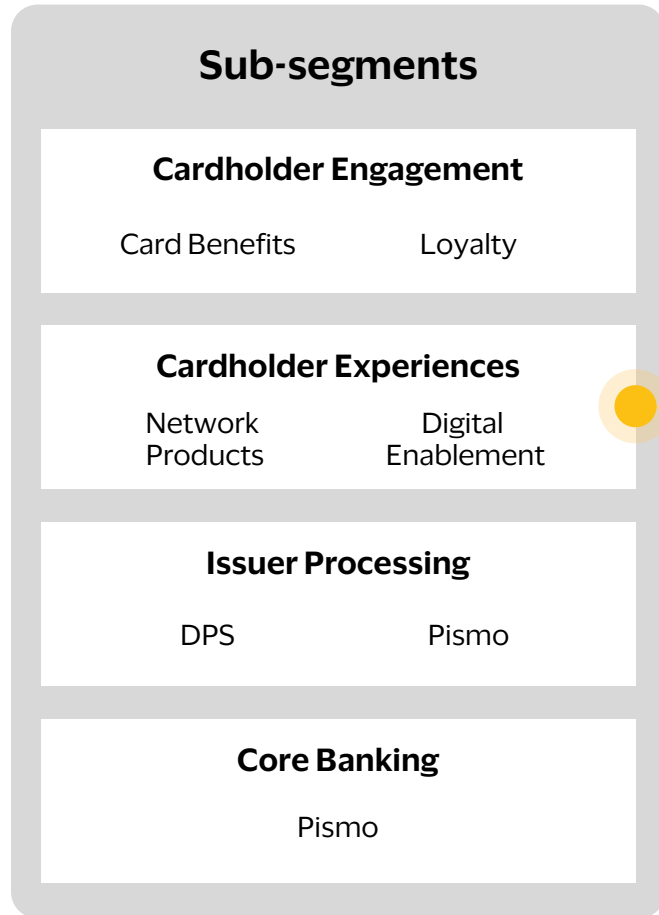 Sub-segments
Cardholder Engagement
Card Benefits
Loyalty
Cardholder Experiences
Network
Products
Digital
Enablement
Issuer Processing
DPS
Pismo
Core Banking
Pismo